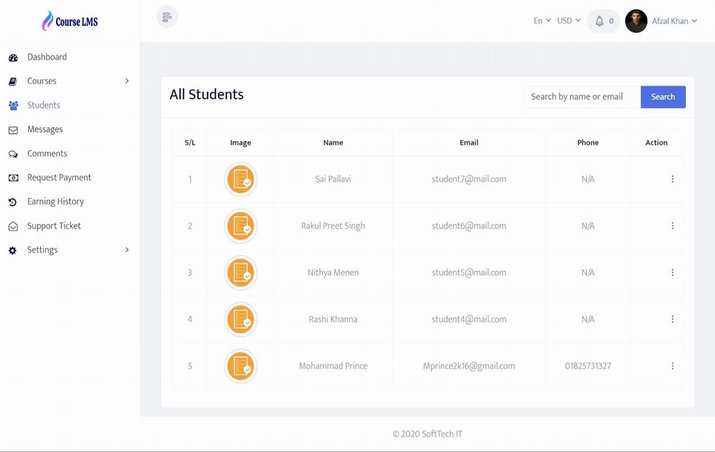 Course LMS
En USD 0 Afzal Khan
Dashboard
Courses
Students
Messages
Comments
Request Payment
Earning History
Support Ticket
Settings
All Students
Search by name or email Search
S/L Image Name Email Phone Action
1 Sai Pallavi student7@mail.com N/A
2 Rakul Preet Singh student6@mail.com N/A
3 Nithya Menen student5@mail.com N/A
4 Rashi Khanna student4@mail.com N/A
5 Mohammad Prince Mprince2k16@gmail.com 01825731327
© 2020 SoftTech IT